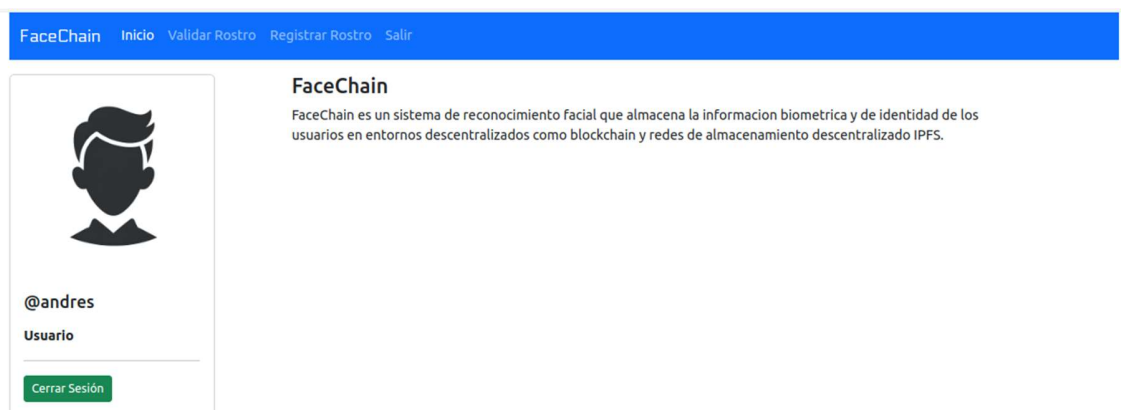 FaceChain Inicio Validar Rostro Registrar Rostro Salir
FaceChain
FaceChain es un sistema de reconocimiento facial que almacena la informacion biometrica y de identidad de los
usuarios en entornos descentralizados como blockchain y redes de almacenamiento descentralizado IPFS.
@andres
Usuario
Cerrar Sesión